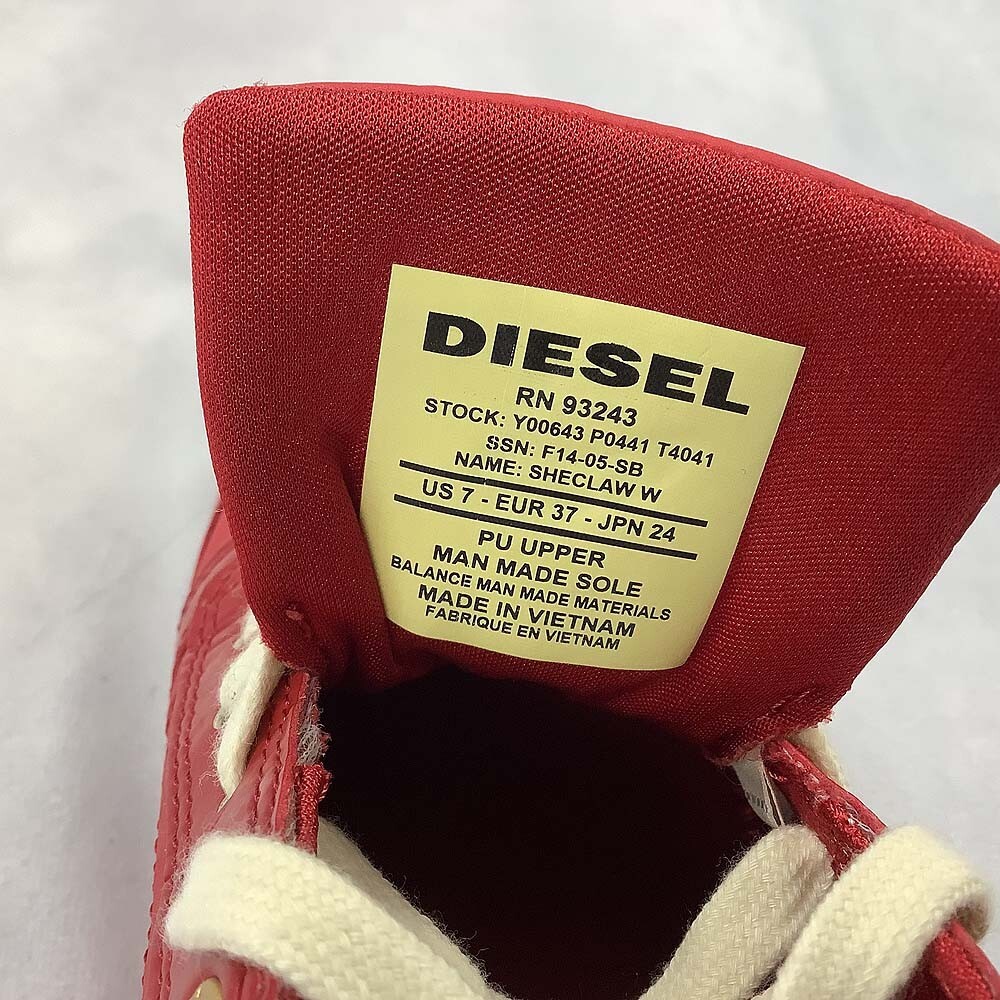 DIESEL
RN 93243
STOCK: Y00643 P0441 T4041
SSN: F14-05-SB
NAME: SHECLAW W
US 7 - EUR 37 - JPN 24
PU UPPER
MAN MADE SOLE
BALANCE MAN MADE MATERIALS
MADE IN VIETNAM
FABRIQUE EN VIETNAM